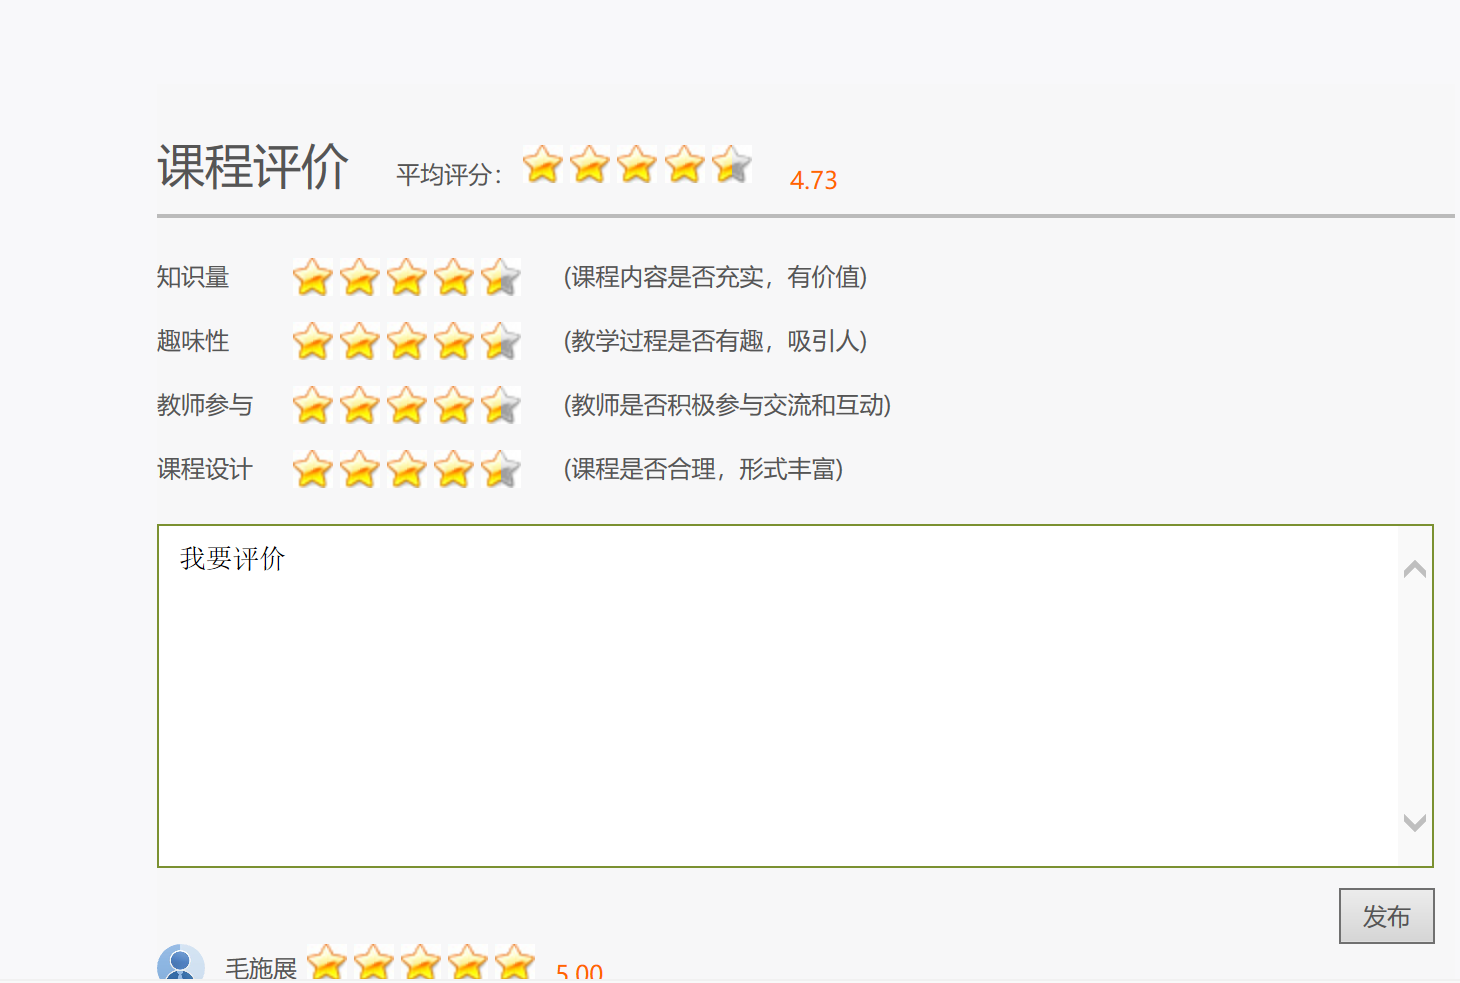 课程评价 平均评分： 4.73
知识量 (课程内容是否充实，有价值)
趣味性 (教学过程是否有趣，吸引人)
教师参与 (教师是否积极参与交流和互动)
课程设计 (课程是否合理，形式丰富)
我要评价
发布
毛施展 5.00